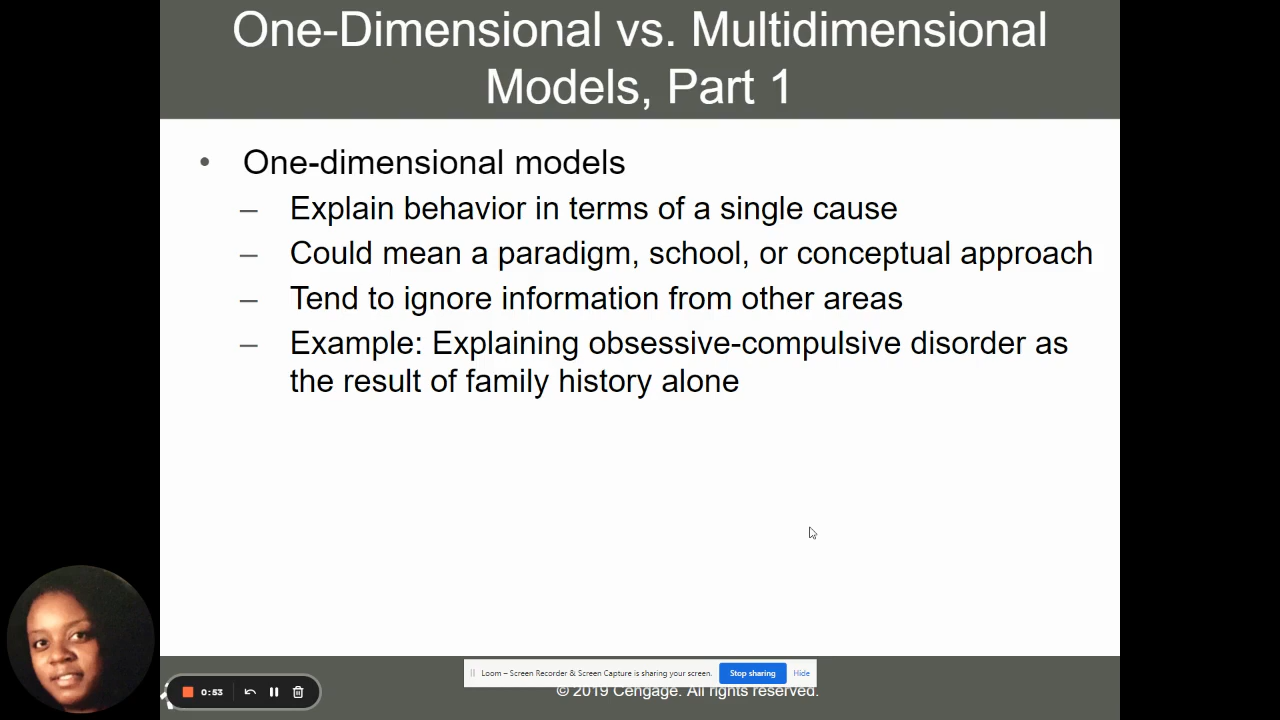 One-Dimensional vs. Multidimensional
Models, Part 1
• One-dimensional models
– Explain behavior in terms of a single cause
– Could mean a paradigm, school, or conceptual approach
– Tend to ignore information from other areas
– Example: Explaining obsessive-compulsive disorder as
the result of family history alone
Loom – Screen Recorder & Screen Capture is sharing your screen. Stop sharing Hide
0:53
© 2019 Cengage. All rights reserved.